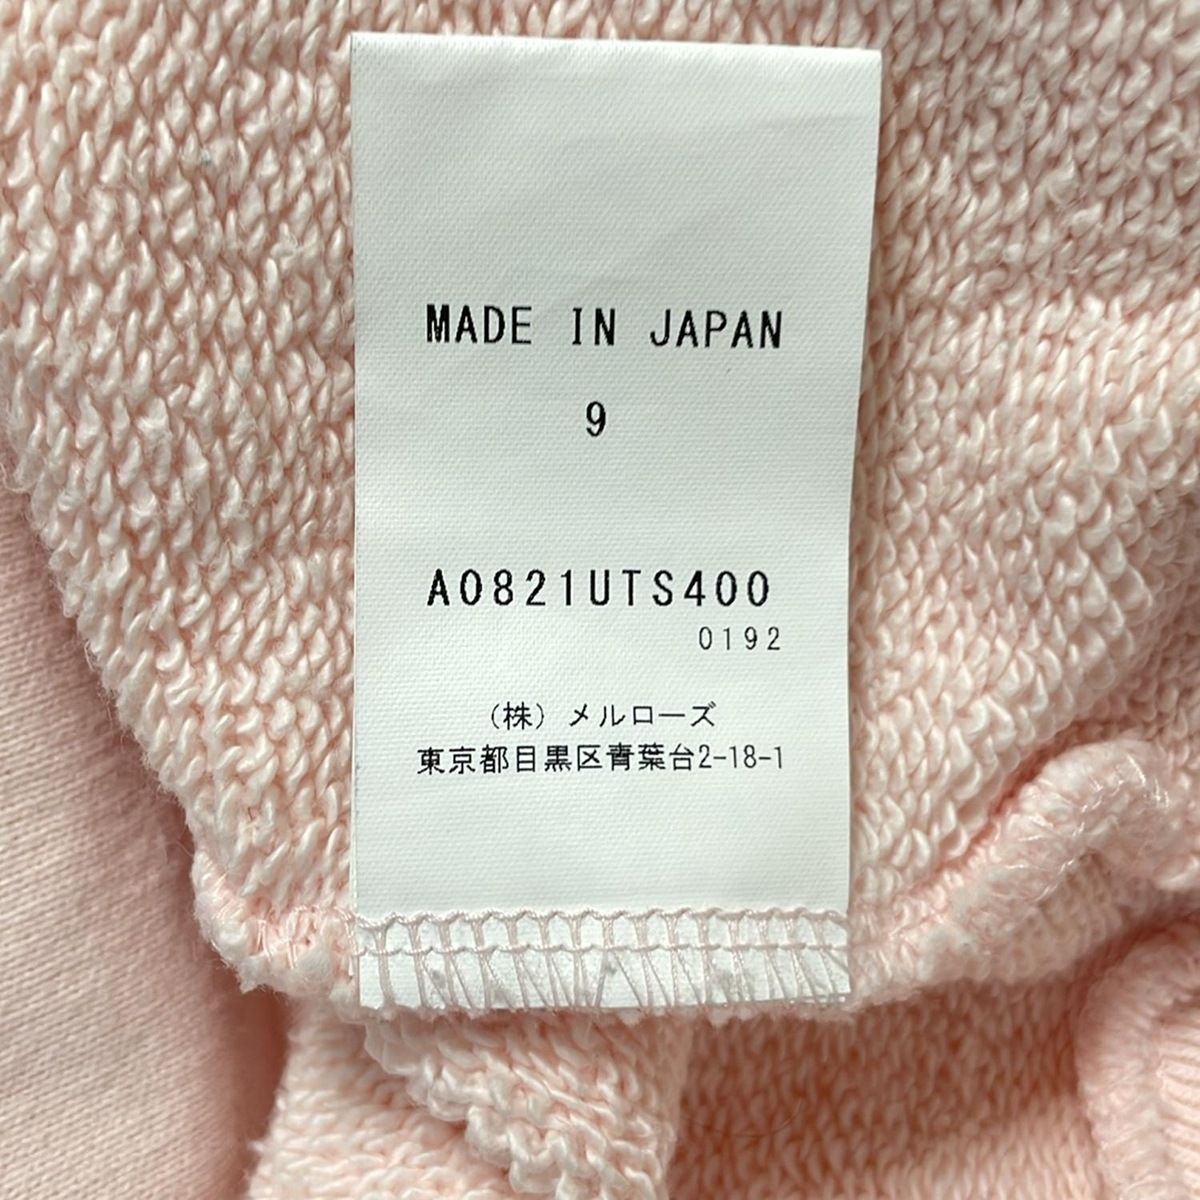 MADE IN JAPAN
9
A0821UTS400
0192
(株) メルローズ
東京都目黒区青葉台2-18-1